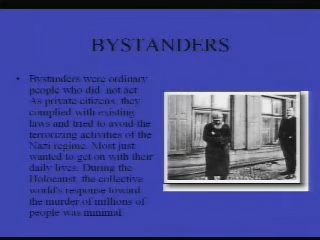 BYSTANDERS
• Bystanders were ordinary
people who did not act.
As private citizens, they
complied with existing
laws and tried to avoid the
terrorizing activities of the
Nazi regime. Most just
wanted to get on with their
daily lives. During the
Holocaust, the collective
world's response toward
the murder of millions of
people was minimal.